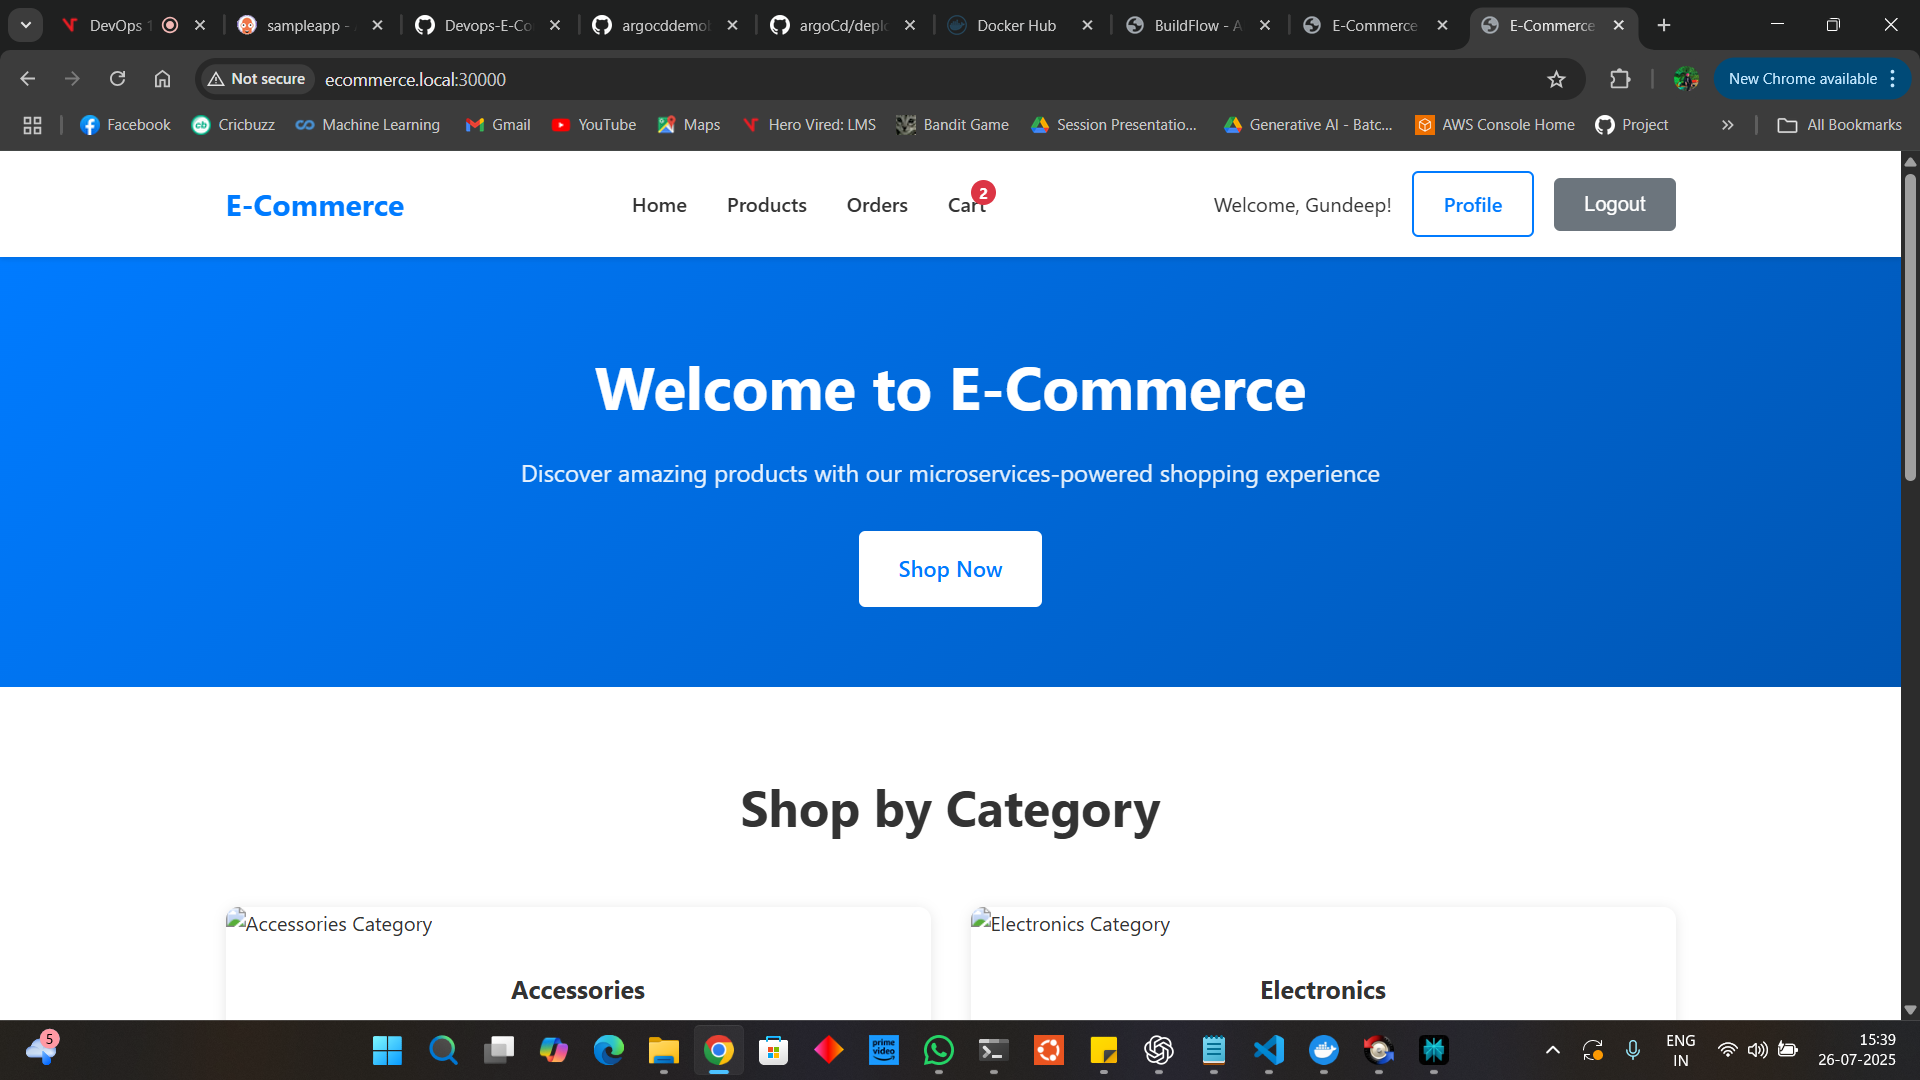 DevOps 1
sampleapp - A
Devops-E-Co
argocddemo
argoCd/deplo
Docker Hub
BuildFlow - A
E-Commerce
E-Commerce
Not secure
ecommerce.local:30000
New Chrome available
Facebook
Cricbuzz
Machine Learning
Gmail
YouTube
Maps
Hero Vired: LMS
Bandit Game
Session Presentatio...
Generative AI - Batc...
AWS Console Home
Project
All Bookmarks
E-Commerce
Home
Products
Orders
Cart
2
Welcome, Gundeep!
Profile
Logout
Welcome to E-Commerce
Discover amazing products with our microservices-powered shopping experience
Shop Now
Shop by Category
Accessories Category
Electronics Category
Accessories
Electronics
5
prime
video
ENG
IN
15:39
26-07-2025